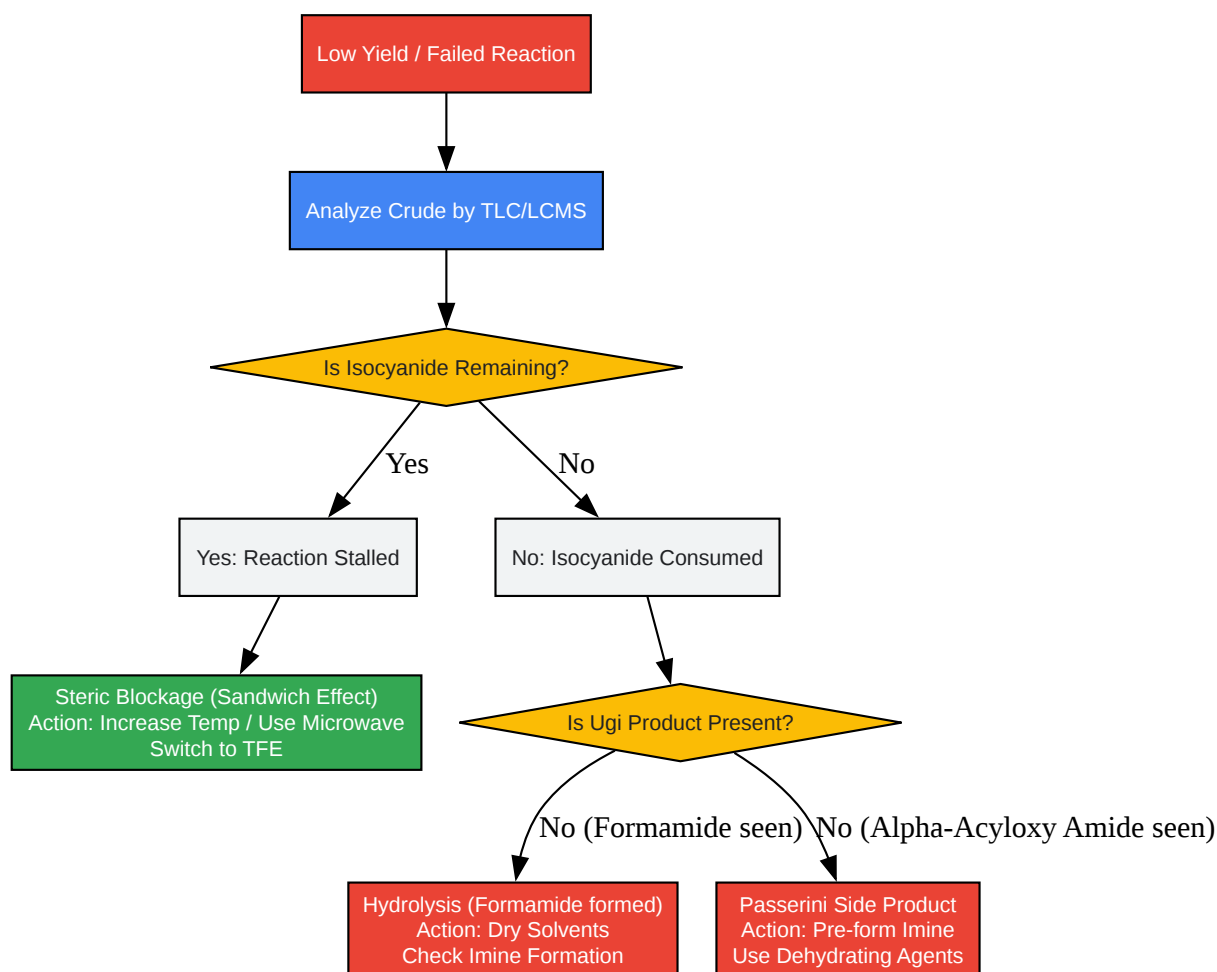 Low Yield / Failed Reaction
Analyze Crude by TLC/LCMS
Is Isocyanide Remaining?
Yes
No
Yes: Reaction Stalled
No: Isocyanide Consumed
Steric Blockage (Sandwich Effect)
Action: Increase Temp / Use Microwave
Switch to TFE
Is Ugi Product Present?
No (Formamide seen)
No (Alpha-Acyloxy Amide seen)
Hydrolysis (Formamide formed)
Action: Dry Solvents
Check Imine Formation
Passerini Side Product
Action: Pre-form Imine
Use Dehydrating Agents